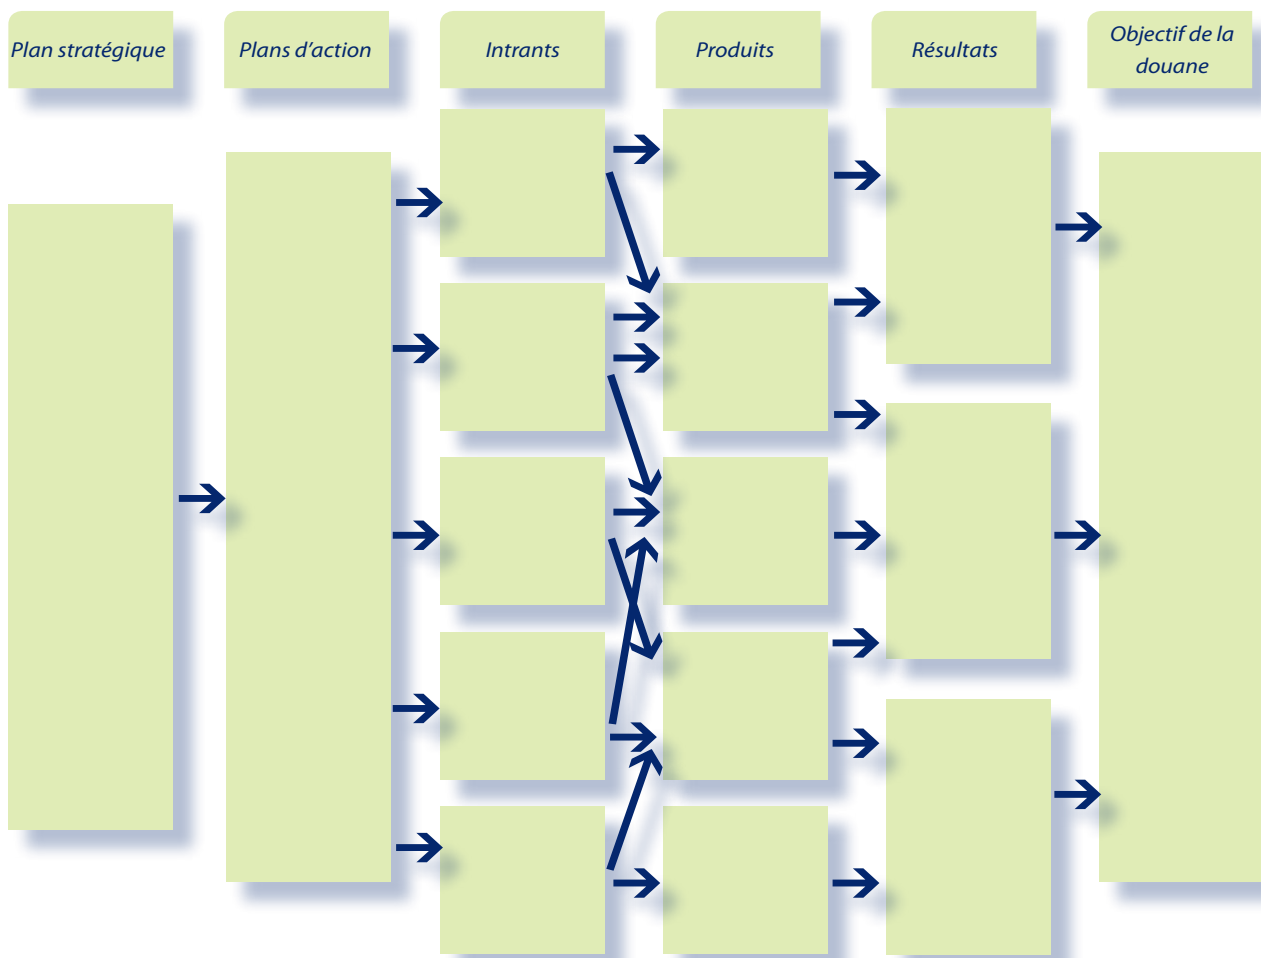 Plan stratégique
Plans d’action
Intrants
Produits
Résultats
Objectif de la
douane